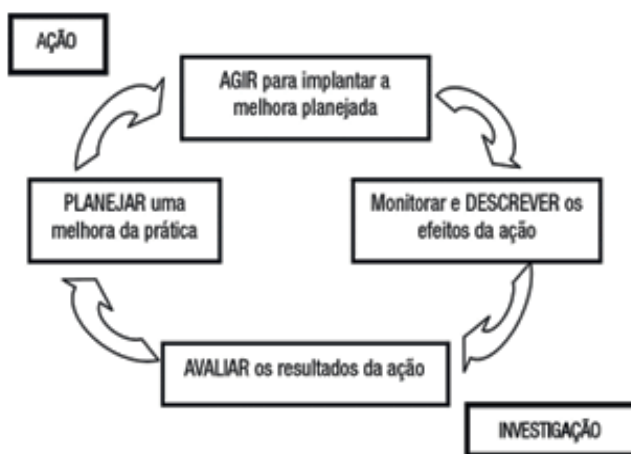 AÇÃO
AGIR para implantar a
melhora planejada
PLANEJAR uma
melhora da prática
Monitorar e DESCREVER os
efeitos da ação
AVALIAR os resultados da ação
INVESTIGAÇÃO